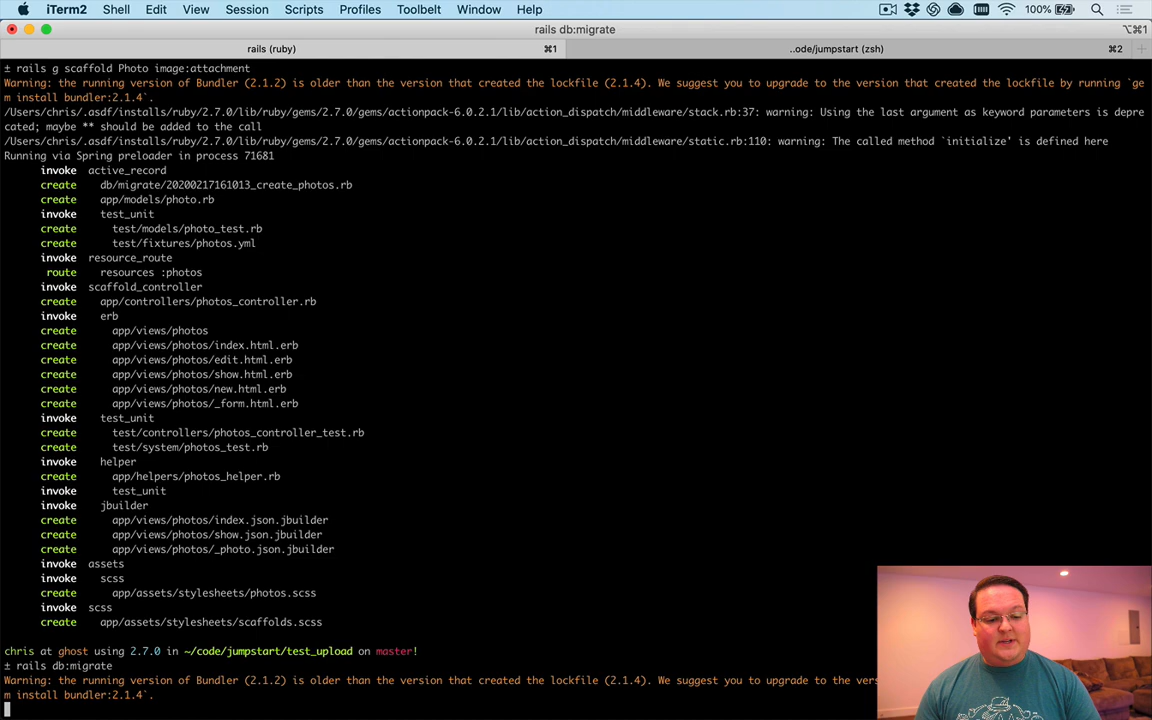 iTerm2 Shell Edit View Session Scripts Profiles Toolbelt Window Help 100%
rails db:migrate ⌥⌘1
rails (ruby) ⌘1 ..ode/jumpstart (zsh) ⌘2
± rails g scaffold Photo image:attachment
Warning: the running version of Bundler (2.1.2) is older than the version that created the lockfile (2.1.4). We suggest you to upgrade to the version that created the lockfile by running `ge
m install bundler:2.1.4`.
/Users/chris/.asdf/installs/ruby/2.7.0/lib/ruby/gems/2.7.0/gems/actionpack-6.0.2.1/lib/action_dispatch/middleware/stack.rb:37: warning: Using the last argument as keyword parameters is depre
cated; maybe ** should be added to the call
/Users/chris/.asdf/installs/ruby/2.7.0/lib/ruby/gems/2.7.0/gems/actionpack-6.0.2.1/lib/action_dispatch/middleware/static.rb:110: warning: The called method `initialize' is defined here
Running via Spring preloader in process 71681
invoke active_record
create db/migrate/20200217161013_create_photos.rb
create app/models/photo.rb
invoke test_unit
create test/models/photo_test.rb
create test/fixtures/photos.yml
invoke resource_route
route resources :photos
invoke scaffold_controller
create app/controllers/photos_controller.rb
invoke erb
create app/views/photos
create app/views/photos/index.html.erb
create app/views/photos/edit.html.erb
create app/views/photos/show.html.erb
create app/views/photos/new.html.erb
create app/views/photos/_form.html.erb
invoke test_unit
create test/controllers/photos_controller_test.rb
create test/system/photos_test.rb
invoke helper
create app/helpers/photos_helper.rb
invoke test_unit
invoke jbuilder
create app/views/photos/index.json.jbuilder
create app/views/photos/show.json.jbuilder
create app/views/photos/_photo.json.jbuilder
invoke assets
invoke scss
create app/assets/stylesheets/photos.scss
invoke scss
create app/assets/stylesheets/scaffolds.scss
chris at ghost using 2.7.0 in ~/code/jumpstart/test_upload on master!
± rails db:migrate
Warning: the running version of Bundler (2.1.2) is older than the version that created the lockfile (2.1.4). We suggest you to upgrade to the ve
m install bundler:2.1.4`.